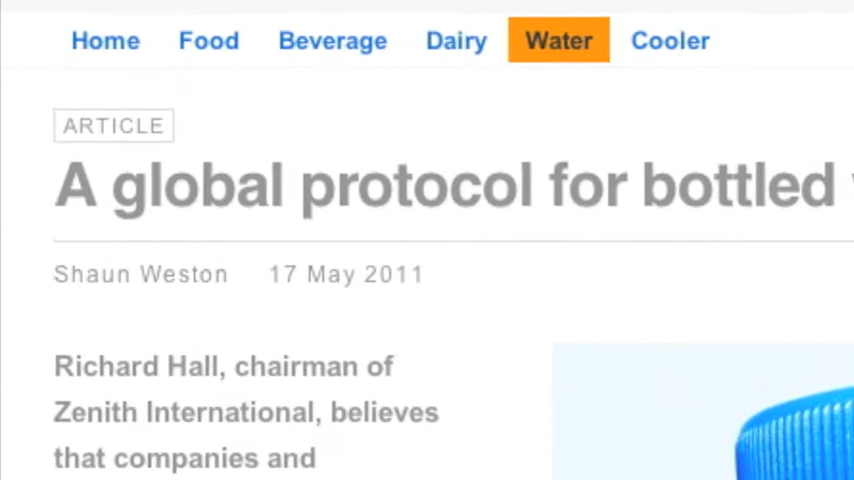 Home Food Beverage Dairy Water Cooler
ARTICLE
A global protocol for bottled
Shaun Weston 17 May 2011
Richard Hall, chairman of
Zenith International, believes
that companies and